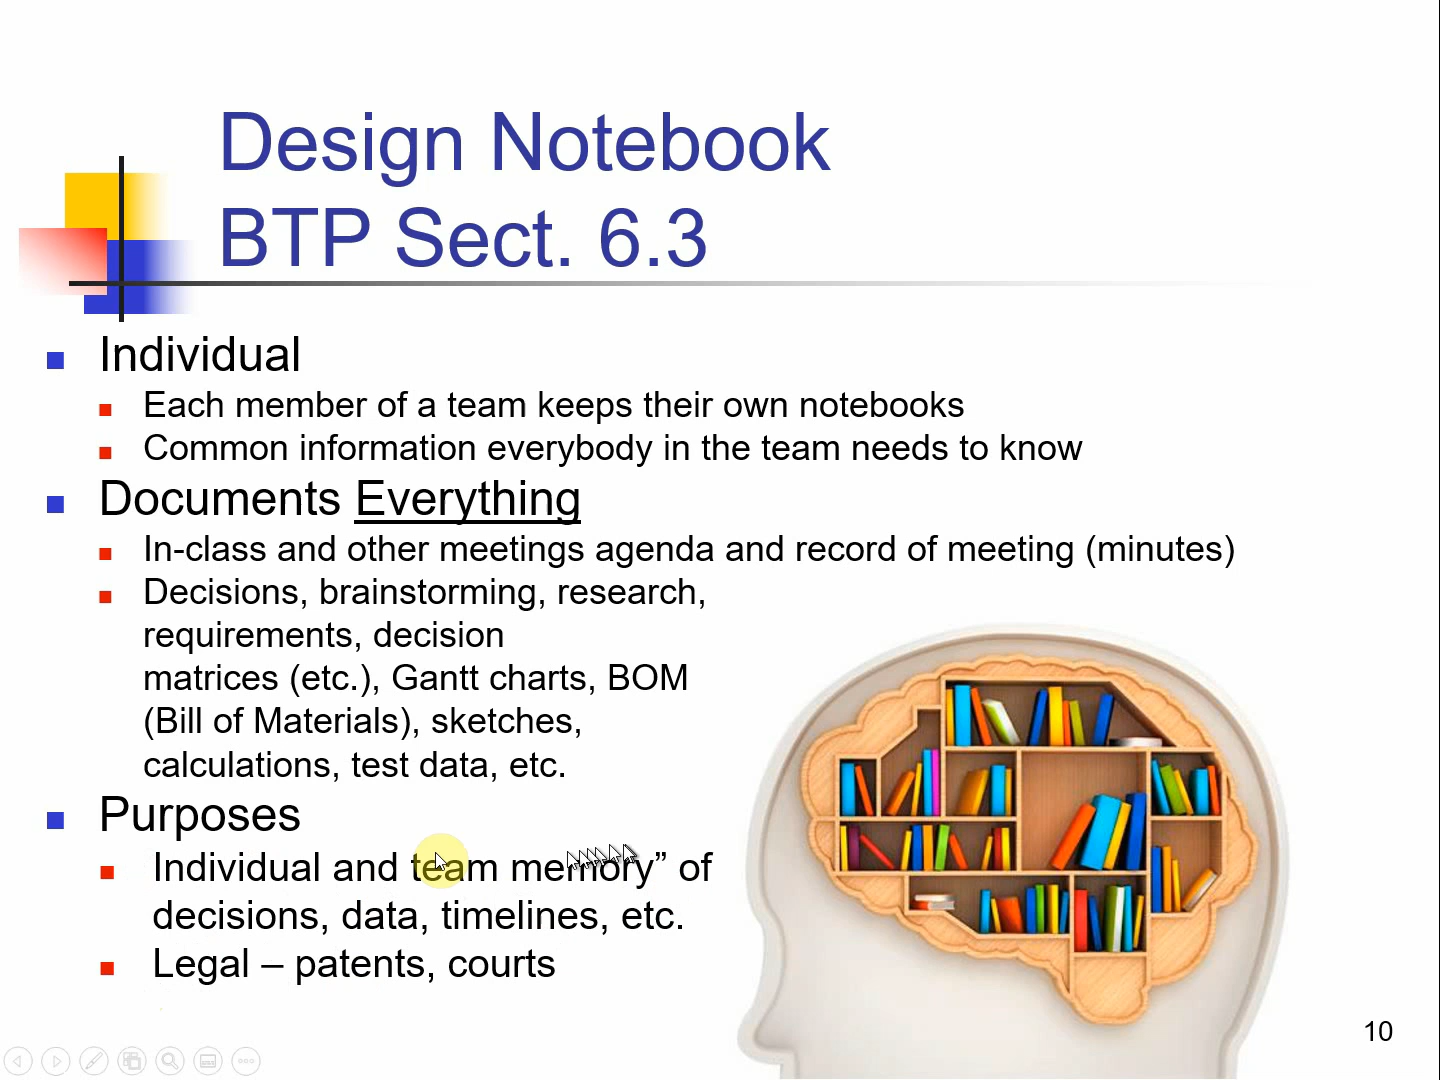 Design Notebook
BTP Sect. 6.3
Individual
Each member of a team keeps their own notebooks
Common information everybody in the team needs to know
Documents Everything
In-class and other meetings agenda and record of meeting (minutes)
Decisions, brainstorming, research,
requirements, decision
matrices (etc.), Gantt charts, BOM
(Bill of Materials), sketches,
calculations, test data, etc.
Purposes
Individual and team memory” of
decisions, data, timelines, etc.
Legal – patents, courts
10